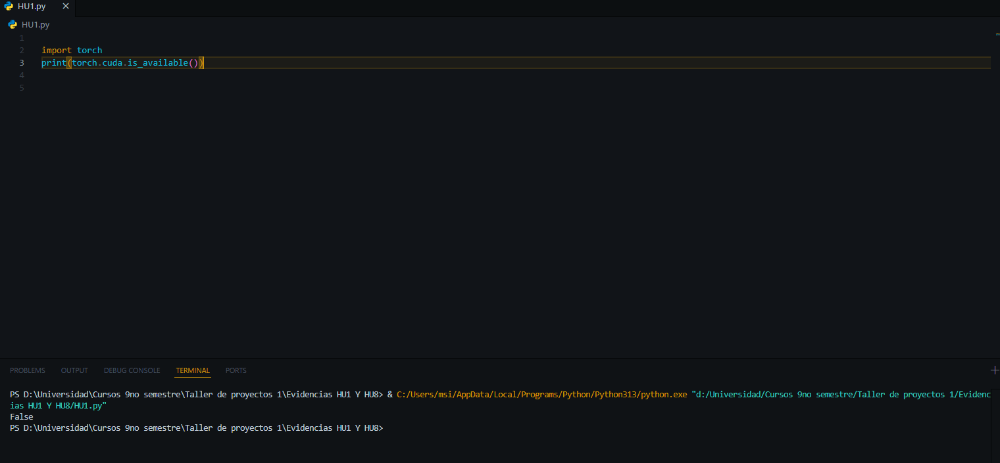 HU1.py ×
HU1.py
1
2 import torch
3 print(torch.cuda.is_available())
4
5
PROBLEMS OUTPUT DEBUG CONSOLE TERMINAL PORTS
PS D:\Universidad\Cursos 9no semestre\Taller de proyectos 1\Evidencias HU1 Y HU8> & C:/Users/msi/AppData/Local/Programs/Python/Python313/python.exe "d:/Universidad/Cursos 9no semestre/Taller de proyectos 1/Evidenc
ias HU1 Y HU8/HU1.py"
False
PS D:\Universidad\Cursos 9no semestre\Taller de proyectos 1\Evidencias HU1 Y HU8>